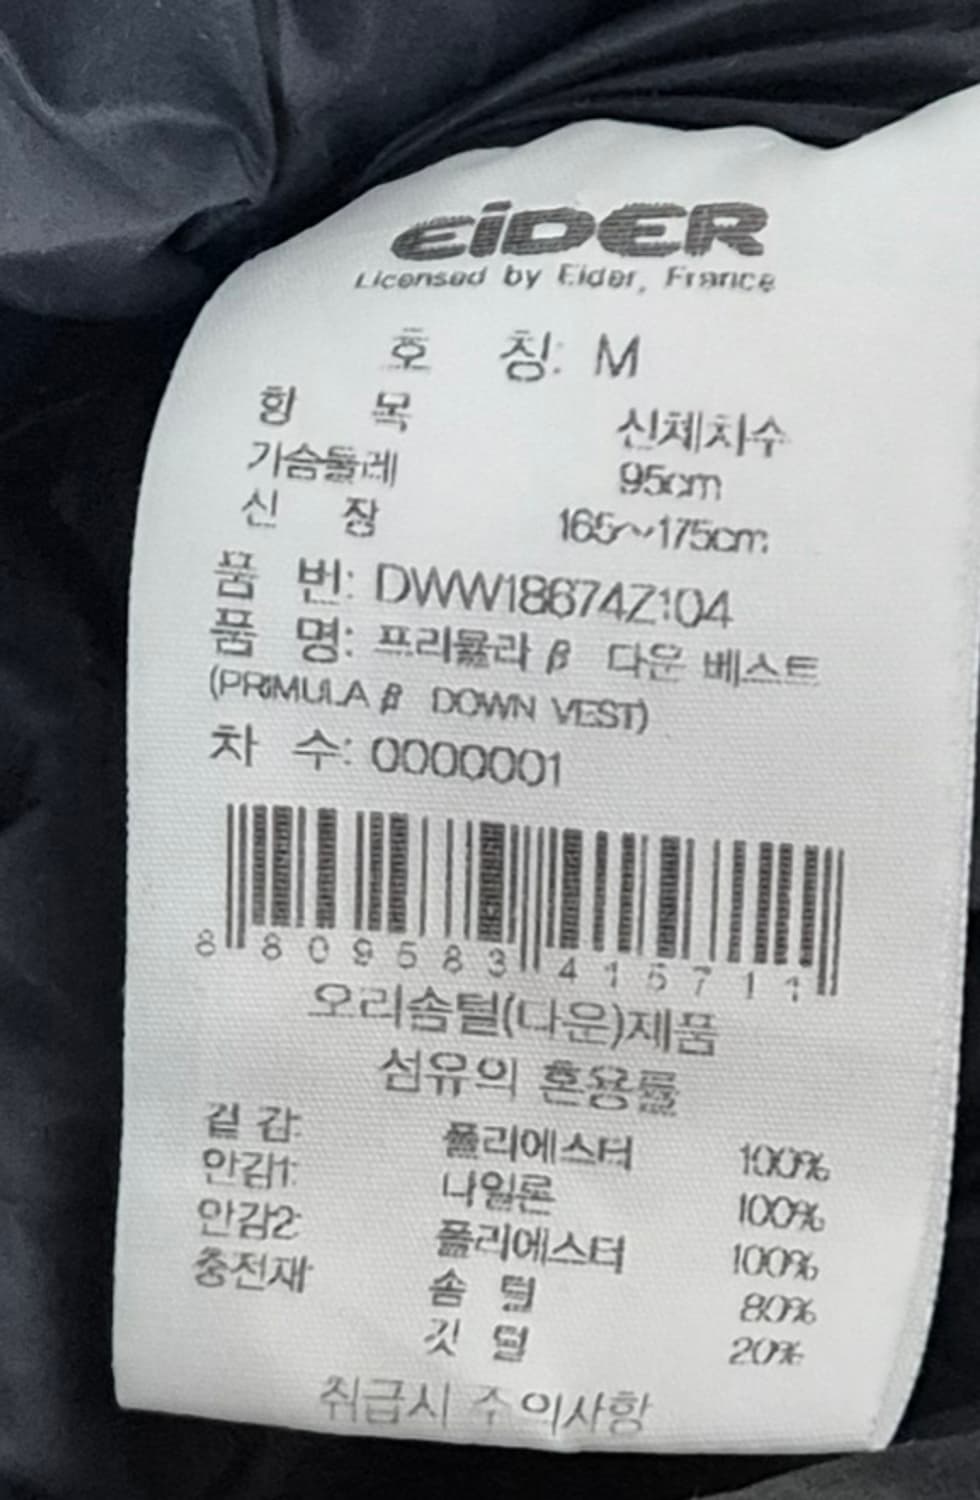 EiDER
Licensed by Eider, France
호 칭: M
항 목 신체치수
가슴둘레 95cm
신 장 165~175cm
품 번: DWW18674Z104
품 명: 프리뮬라 β 다운 베스트
(PRIMULA β DOWN VEST)
차 수: 0000001
8 809583 415711
오리솜털(다운)제품
섬유의 혼용률
겉 감: 폴리에스터 100%
안감1: 나일론 100%
안감2: 폴리에스터 100%
충전재 솜 털 80%
깃 털 20%
취급시 주의사항